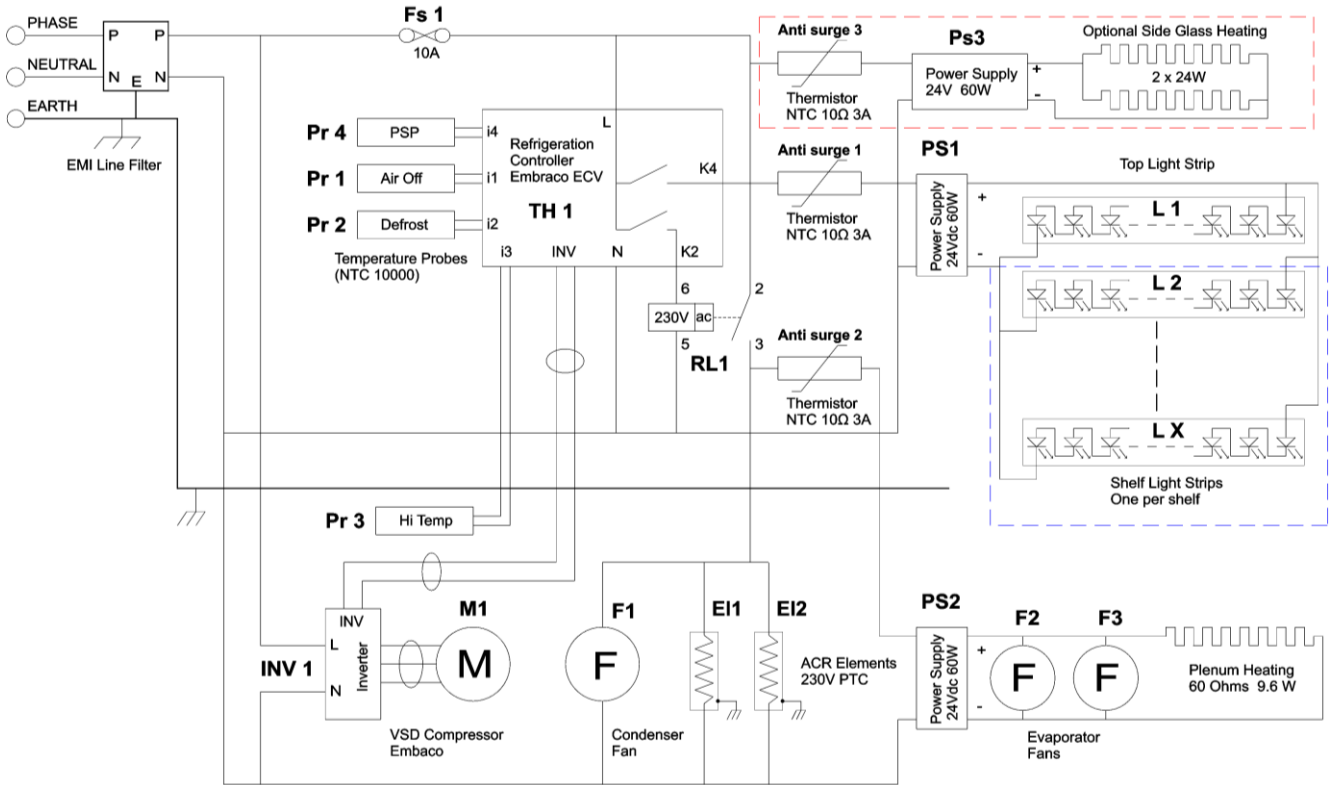 PHASE
NEUTRAL
EARTH
P
P
N
E
N
EMI Line Filter
Fs 1
10A
Anti surge 3
Thermistor
NTC 10Ω 3A
Ps3
Power Supply
24V 60W
+
-
Optional Side Glass Heating
2 x 24W
Pr 4
PSP
i4
Pr 1
Air Off
i1
Pr 2
Defrost
i2
Temperature Probes
(NTC 10000)
L
Refrigeration
Controller
Embraco ECV
TH 1
K4
i3
INV
N
K2
Anti surge 1
Thermistor
NTC 10Ω 3A
PS1
Power Supply
24Vdc 60W
+
-
Top Light Strip
L 1
L 2
L X
Shelf Light Strips
One per shelf
6
230V
ac
5
2
3
RL1
Anti surge 2
Thermistor
NTC 10Ω 3A
Pr 3
Hi Temp
INV 1
INV
L
N
Inverter
M1
M
VSD Compressor
Embaco
F1
F
Condenser
Fan
El1
El2
ACR Elements
230V PTC
PS2
Power Supply
24Vdc 60W
+
-
F2
F
F3
F
Evaporator
Fans
Plenum Heating
60 Ohms 9.6 W